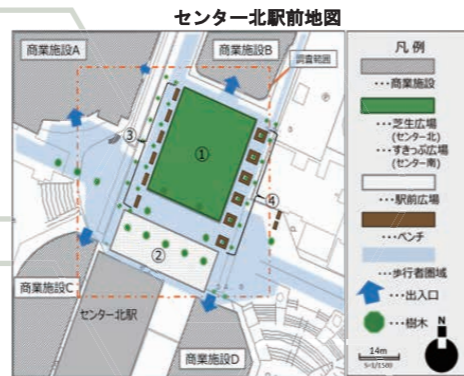 センター北駅前地図
商業施設A
商業施設B
調査範囲
③
①
④
②
商業施設C
センター北駅
商業施設D
凡例
…商業施設
…芝生広場
(センター北)
…すきっぷ広場
(センター南)
…駅前広場
…ベンチ
…歩行者圏域
…出入口
…樹木
14m
S=1/1500
N